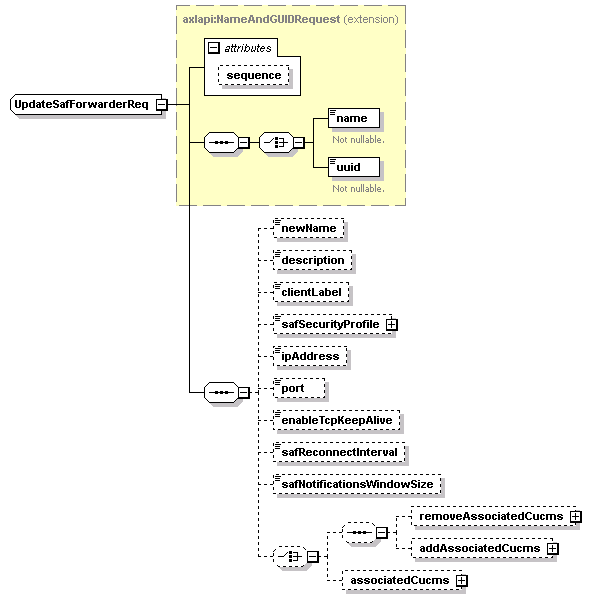 axlapi:NameAndGUIDRequest (extension)
attributes
sequence
UpdateSafForwarderReq
name
Not nullable.
uuid
Not nullable.
newName
description
clientLabel
safSecurityProfile
ipAddress
port
enableTcpKeepAlive
safReconnectInterval
safNotificationsWindowSize
removeAssociatedCucms
addAssociatedCucms
associatedCucms